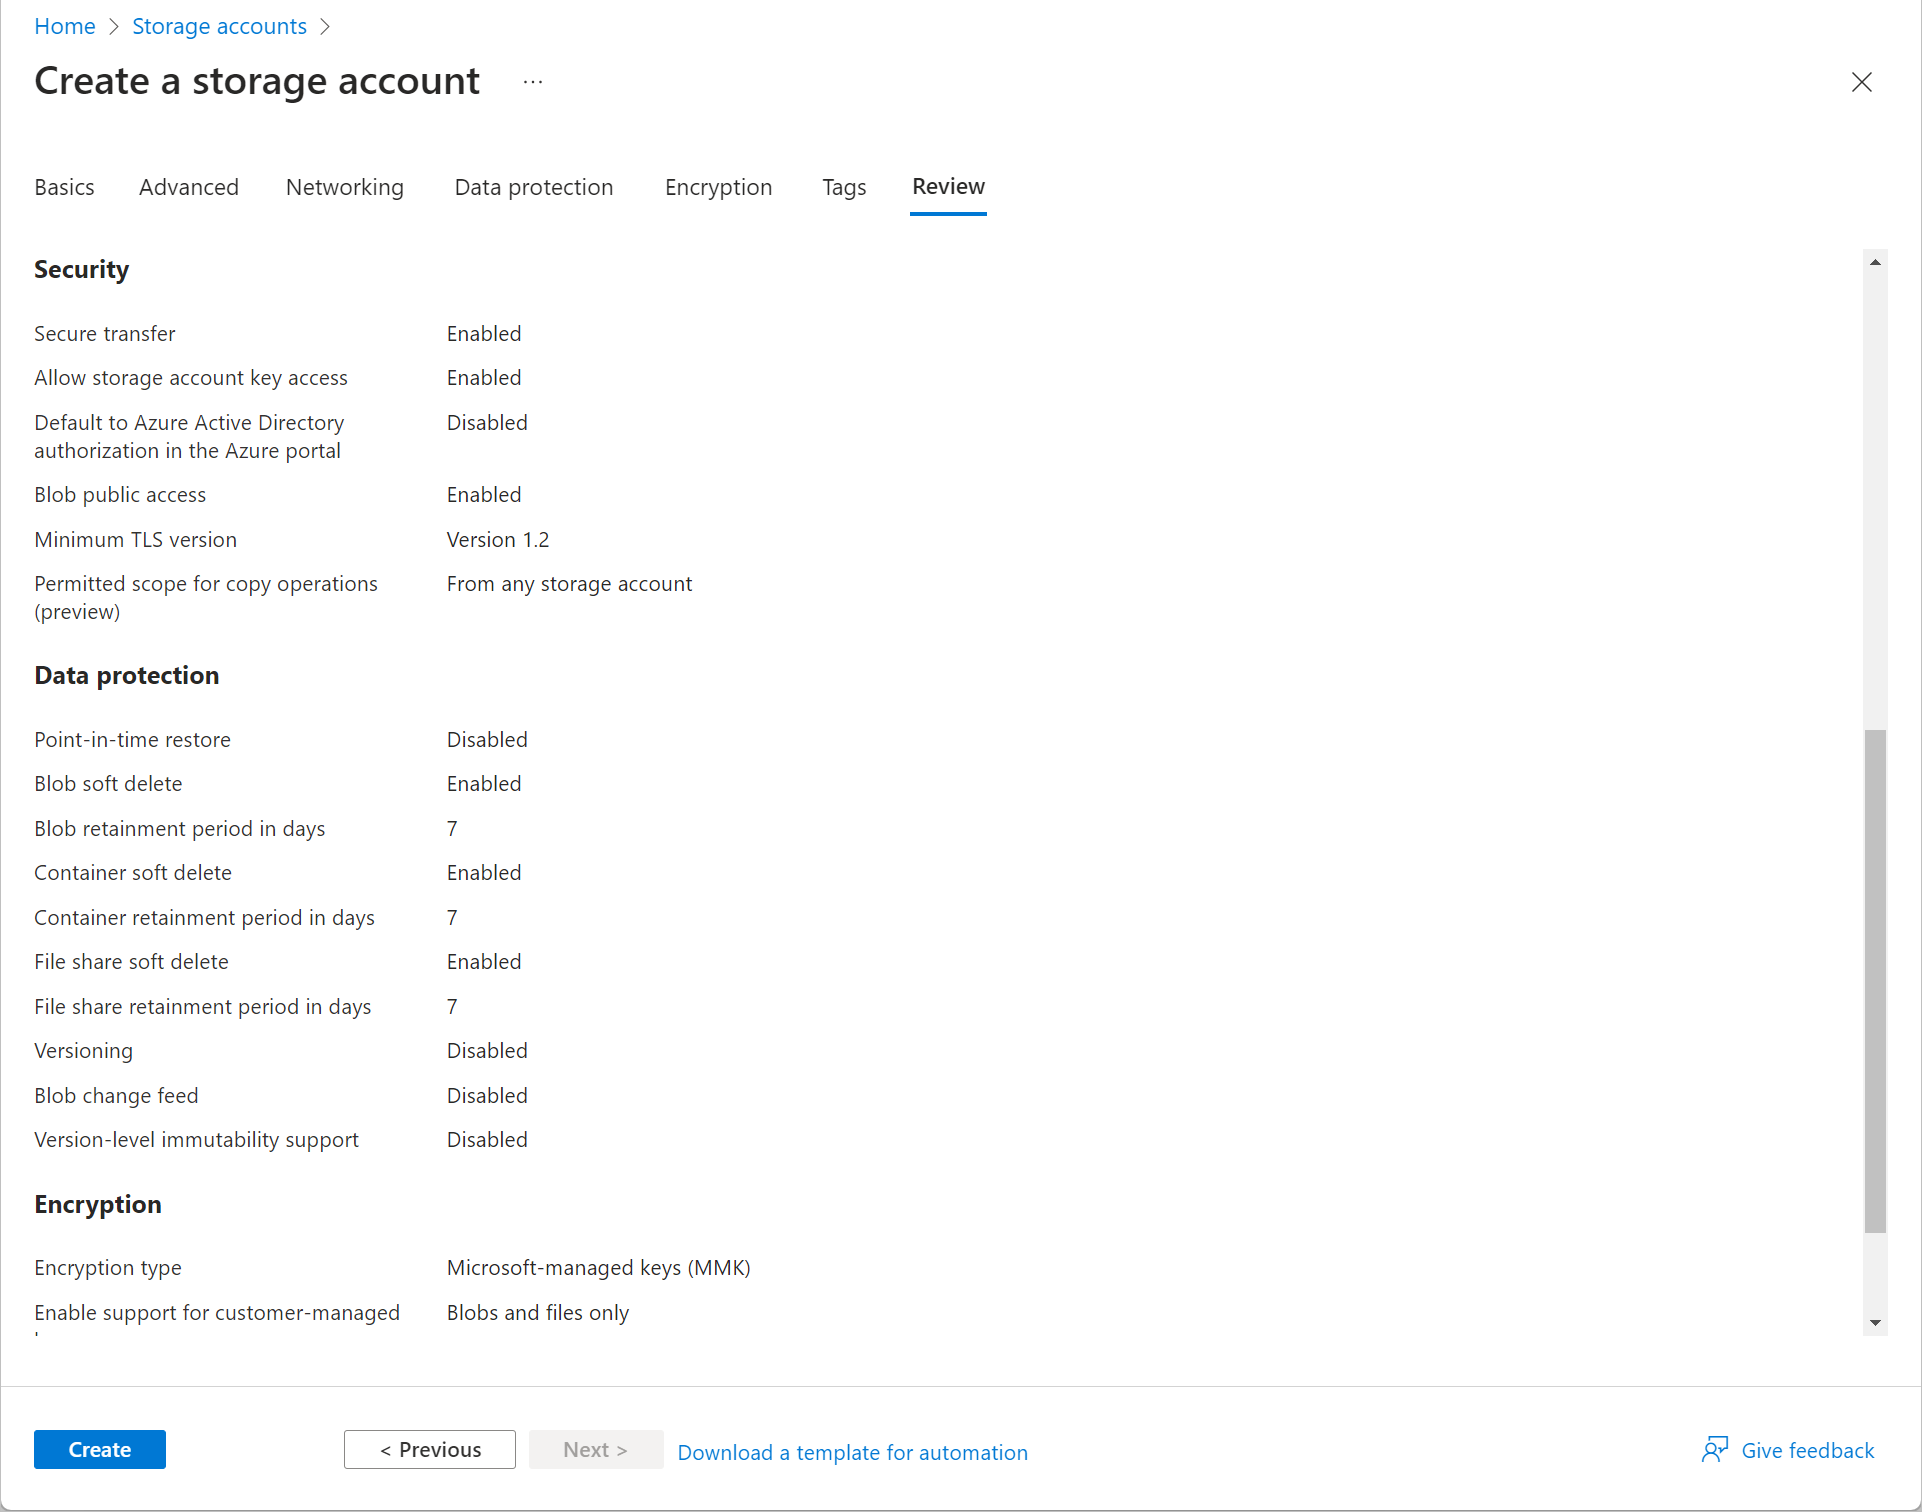 Home > Storage accounts >
Create a storage account ...
Basics Advanced Networking Data protection Encryption Tags Review
Security
Secure transfer Enabled
Allow storage account key access Enabled
Default to Azure Active Directory Disabled
authorization in the Azure portal
Blob public access Enabled
Minimum TLS version Version 1.2
Permitted scope for copy operations From any storage account
(preview)
Data protection
Point-in-time restore Disabled
Blob soft delete Enabled
Blob retainment period in days 7
Container soft delete Enabled
Container retainment period in days 7
File share soft delete Enabled
File share retainment period in days 7
Versioning Disabled
Blob change feed Disabled
Version-level immutability support Disabled
Encryption
Encryption type Microsoft-managed keys (MMK)
Enable support for customer-managed Blobs and files only
Create < Previous Next > Download a template for automation Give feedback